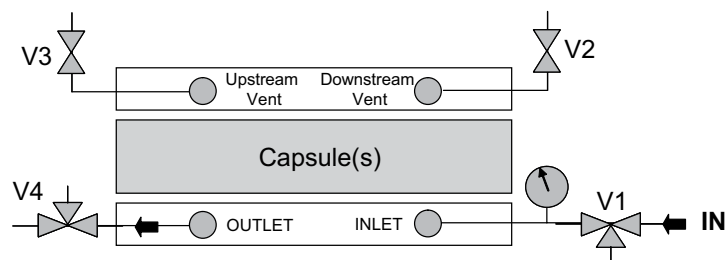 V3
V2
Upstream
Vent
Downstream
Vent
Capsule(s)
V4
V1
OUTLET
INLET
IN